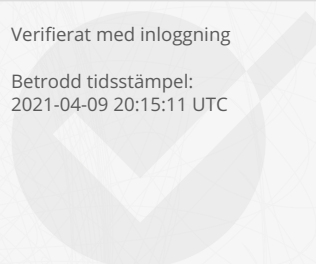 Verifierat med inloggning
Betrodd tidsstämpel:
2021-04-09 20:15:11 UTC